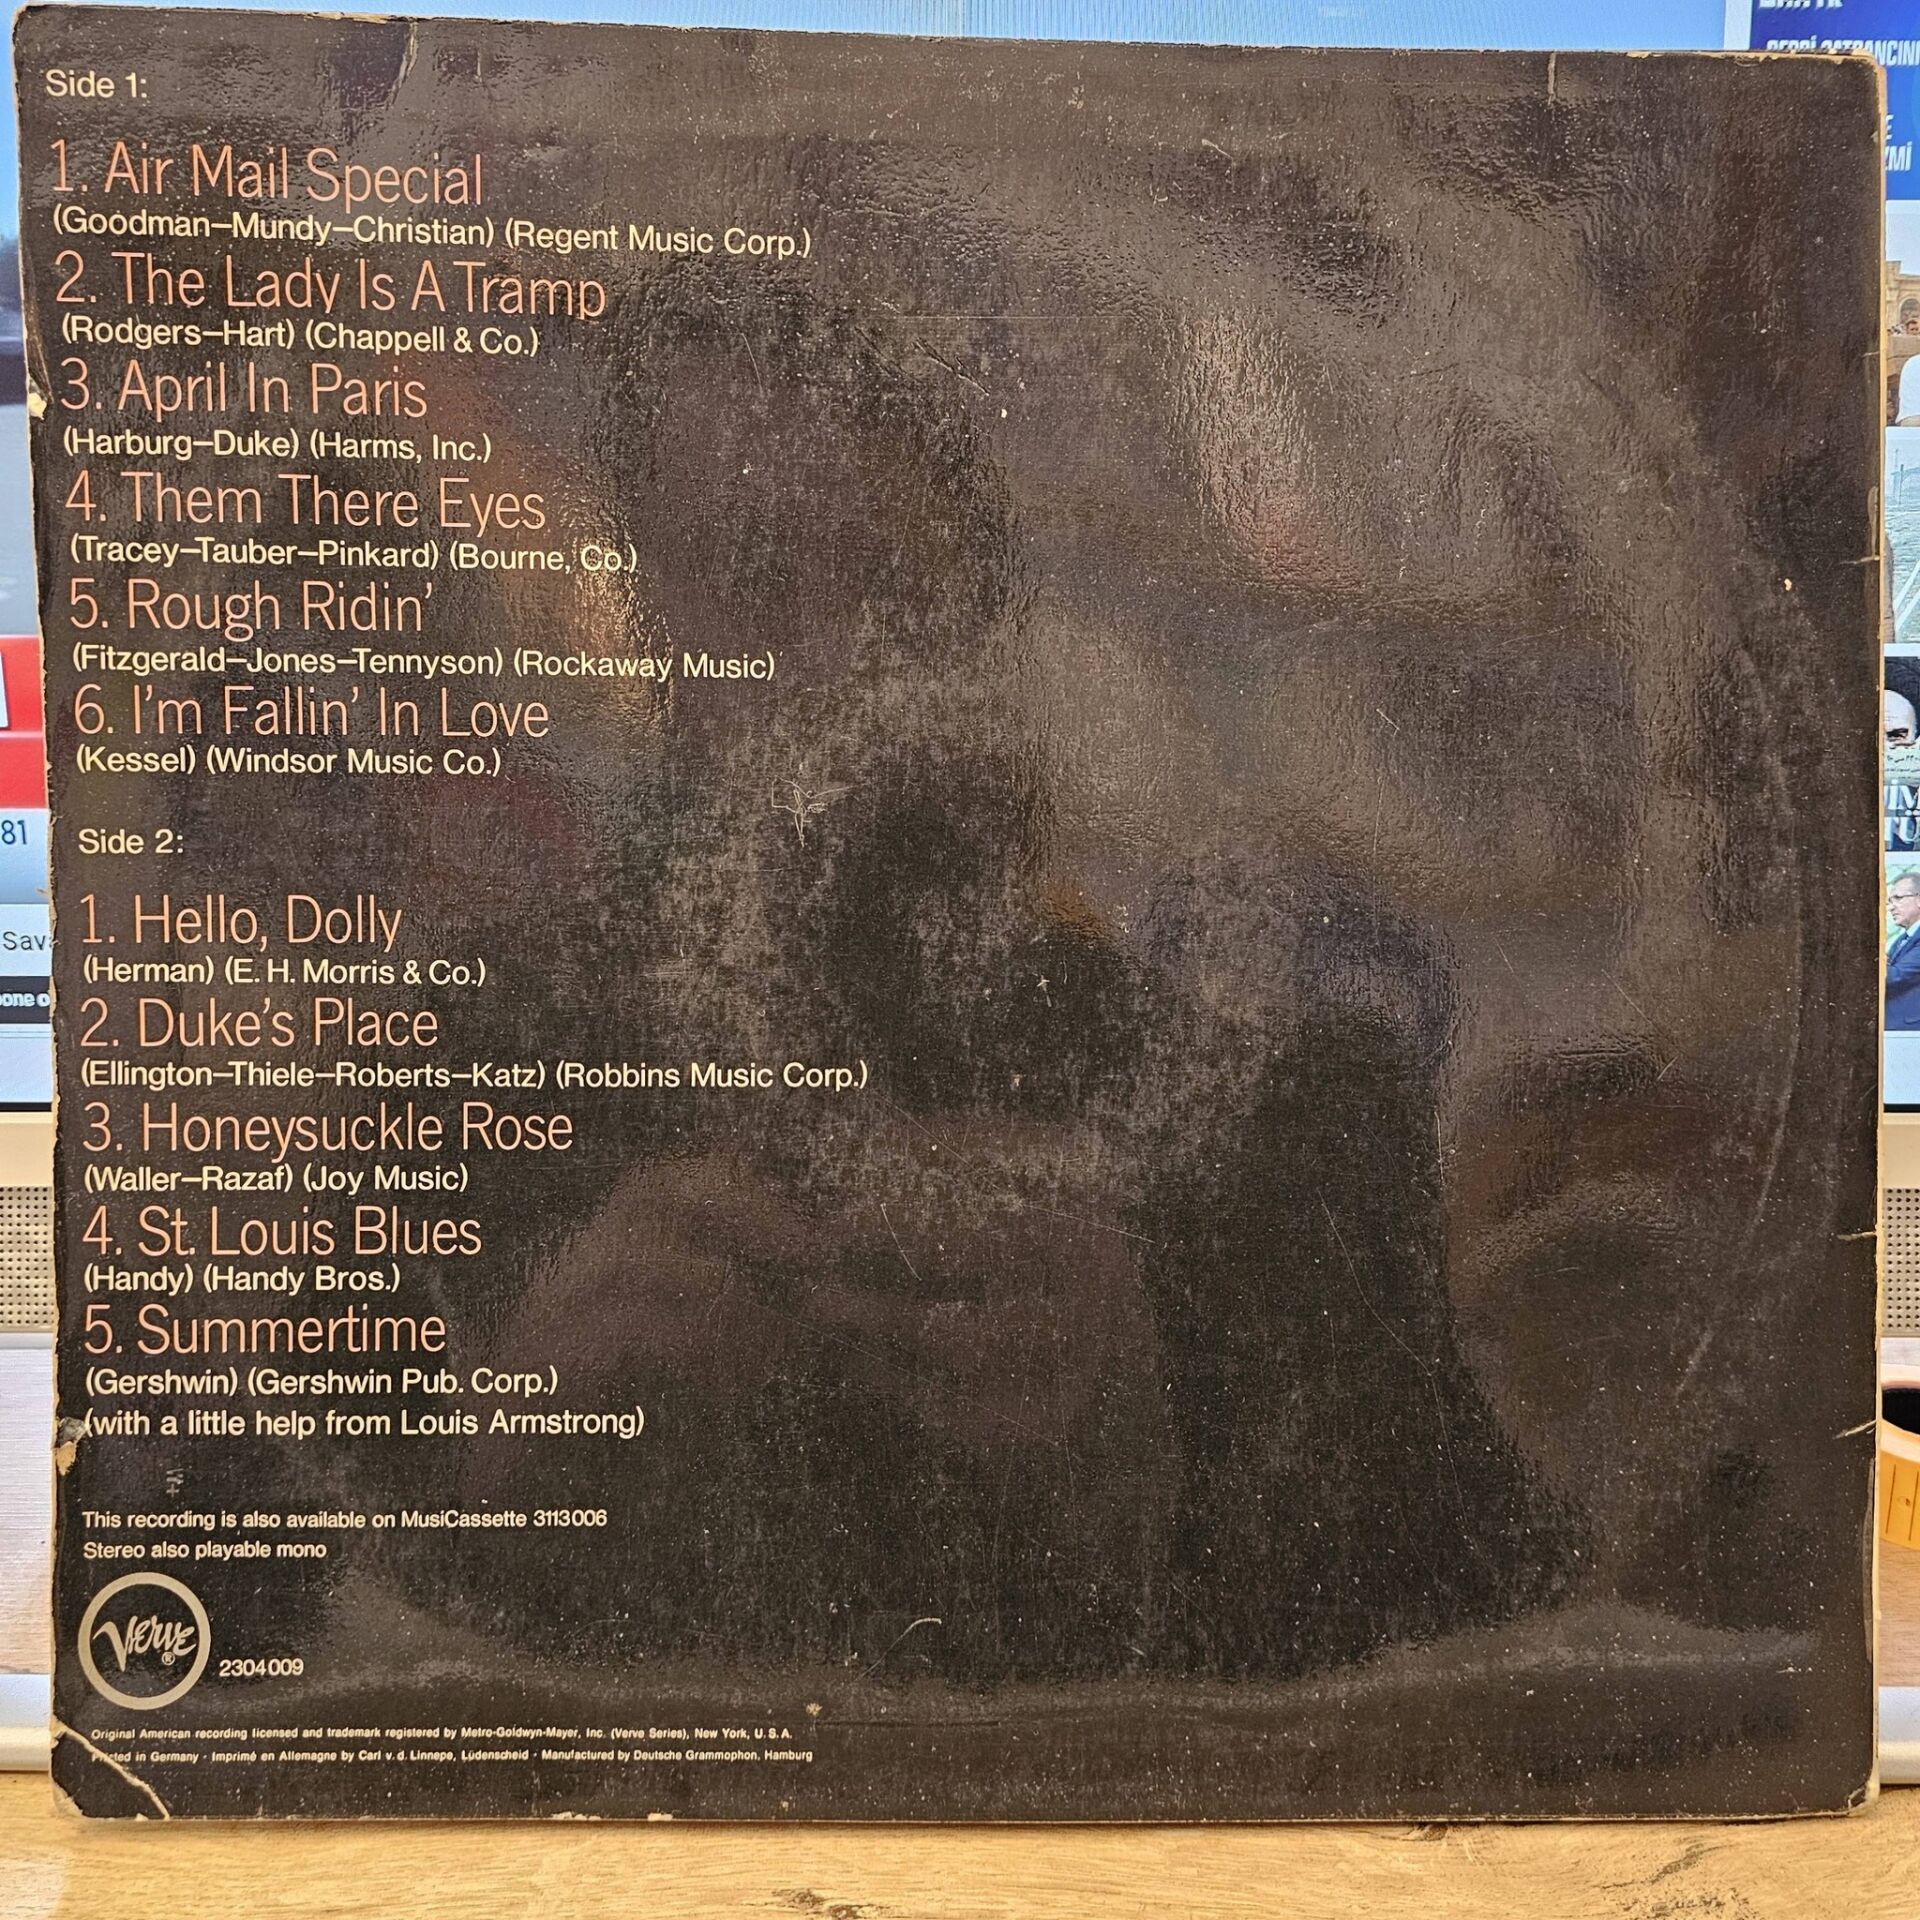 Side 1:
1. Air Mail Special
(Goodman–Mundy–Christian) (Regent Music Corp.)
2. The Lady Is A Tramp
(Rodgers–Hart) (Chappell & Co.)
3. April In Paris
(Harburg–Duke) (Harms, Inc.)
4. Them There Eyes
(Tracey–Tauber–Pinkard) (Bourne, Co.)
5. Rough Ridin’
(Fitzgerald–Jones–Tennyson) (Rockaway Music)
6. I’m Fallin’ In Love
(Kessel) (Windsor Music Co.)
Side 2:
1. Hello, Dolly
(Herman) (E. H. Morris & Co.)
2. Duke’s Place
(Ellington–Thiele–Roberts–Katz) (Robbins Music Corp.)
3. Honeysuckle Rose
(Waller–Razaf) (Joy Music)
4. St. Louis Blues
(Handy) (Handy Bros.)
5. Summertime
(Gershwin) (Gershwin Pub. Corp.)
(with a little help from Louis Armstrong)
This recording is also available on MusiCassette 3113006
Stereo also playable mono
Verve ®
2304009
Original American recording licensed and trademark registered by Metro-Goldwyn-Mayer, Inc. (Verve Series), New York, U.S.A.
Printed in Germany · Imprimé en Allemagne by Carl v. d. Linnepe, Lüdenscheid · Manufactured by Deutsche Grammophon, Hamburg
81